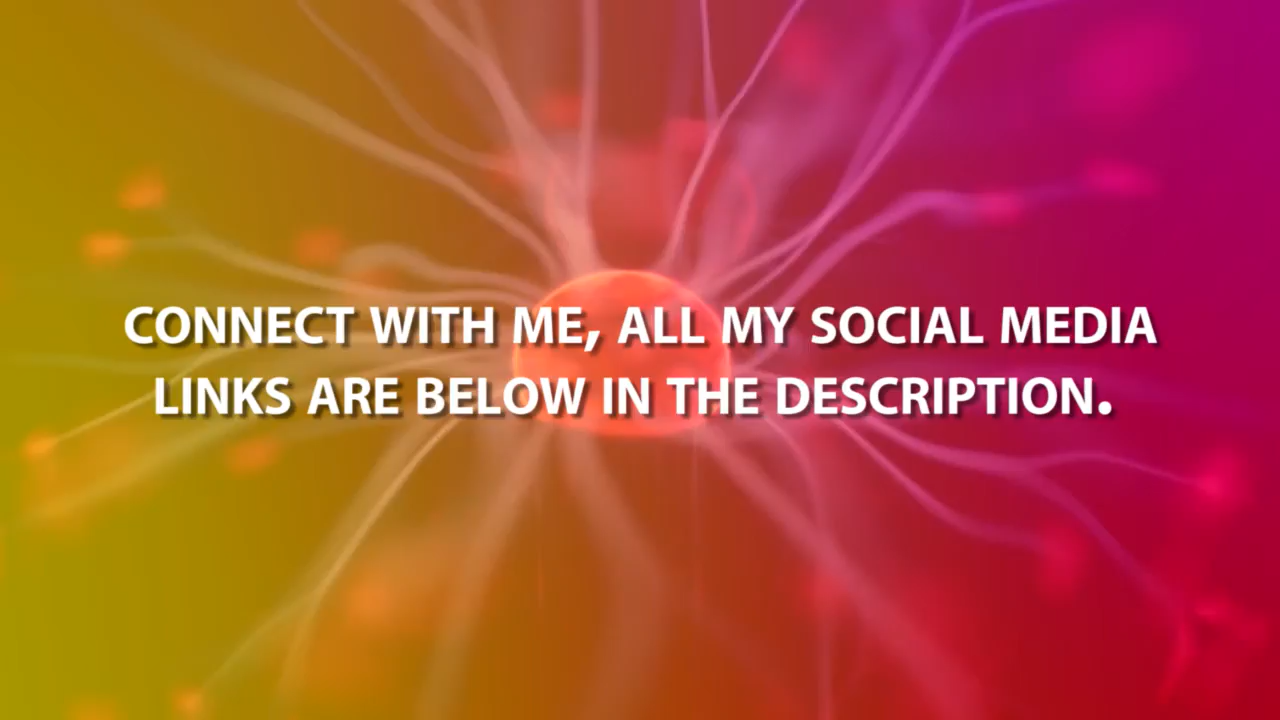 CONNECT WITH ME, ALL MY SOCIAL MEDIA
LINKS ARE BELOW IN THE DESCRIPTION.